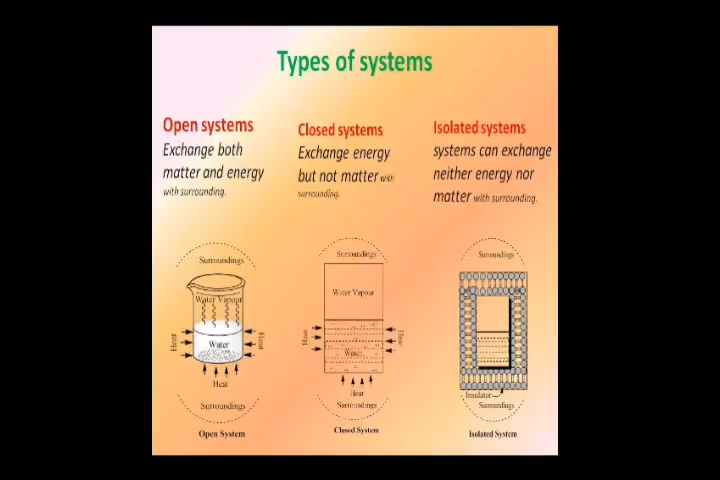 Types of systems
Open systems
Exchange both
matter and energy
with surrounding.
Closed systems
Exchange energy
but not matter with
surrounding.
Isolated systems
systems can exchange
neither energy nor
matter with surrounding.
Surroundings
Water Vapour
Water
Heat
Heat
Heat
Surroundings
Open System
Surroundings
Water Vapour
Water
Heat
Heat
Heat
Surroundings
Closed System
Surroundings
Insulator
Surroundings
Isolated System